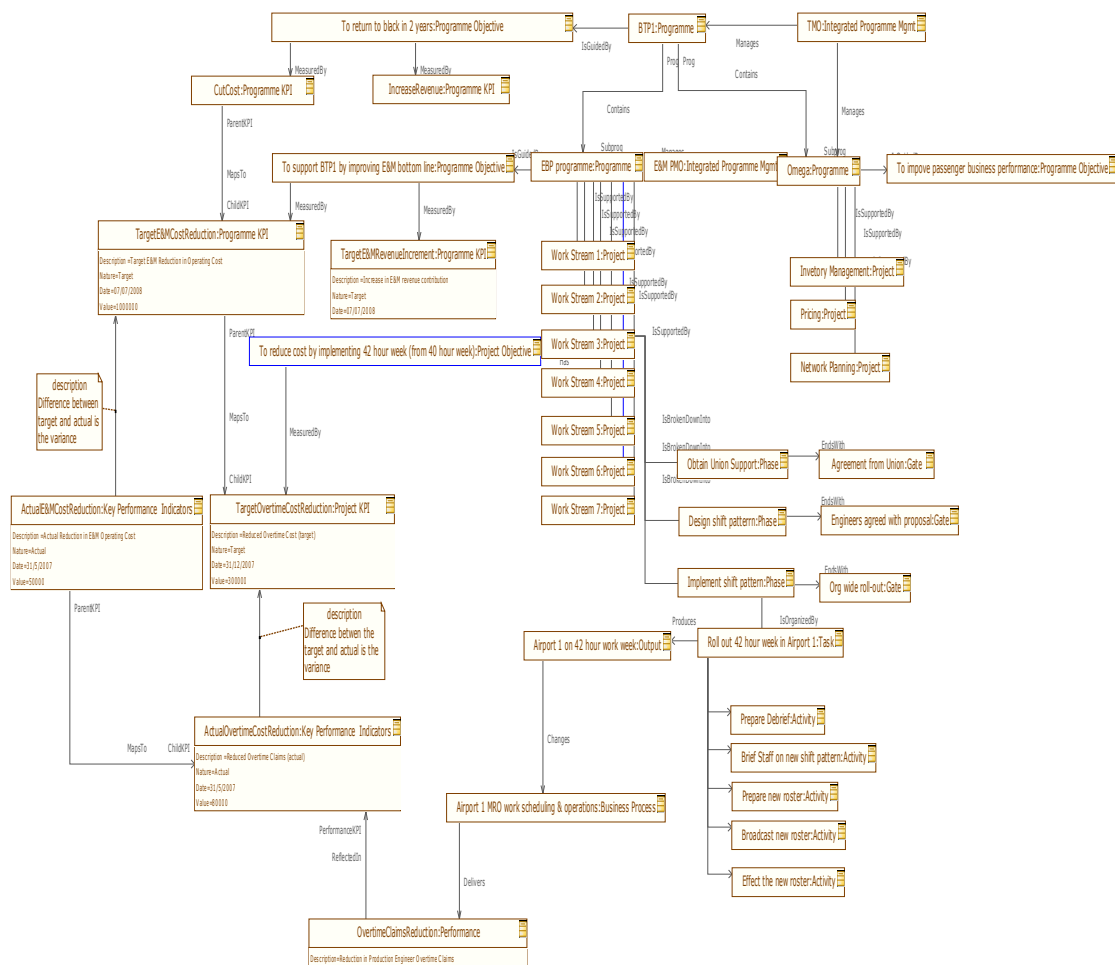 To return to black in 2 years:Programme Objective
BTP1:Programme
TMO:Integrated Programme Mgmt
IsGuidedBy
Manages
Prog
Prog
MeasuredBy
MeasuredBy
Contains
CutCost:Programme KPI
IncreaseRevenue:Programme KPI
Contains
Manages
ParentKPI
Subprog
Manages
Subprog
To support BTP1 by improving E&M bottom line:Programme Objective
EBP programme:Programme
E&M PMO:Integrated Programme Mgmt
Omega:Programme
To impove passenger business performance:Programme Objective
MapsTo
ChildKPI
MeasuredBy
MeasuredBy
IsSupportedBy
IsSupportedBy
IsSupportedBy
IsSupportedBy
IsSupportedBy
TargetE&MCostReduction:Programme KPI
Description =Target E&M Reduction in Operating Cost
Nature=Target
Date=07/07/2008
Value=1000000
TargetE&MRevenueIncrement:Programme KPI
Description =Increase in E&M revenue contribution
Nature=Target
Date=07/07/2008
Work Stream 1:Project
IsSupportedBy
Work Stream 2:Project
IsSupportedBy
Invetory Management:Project
Pricing:Project
Network Planning:Project
ParentKPI
To reduce cost by implementing 42 hour week (from 40 hour week):Project Objective
Work Stream 3:Project
IsSupportedBy
Work Stream 4:Project
Work Stream 5:Project
Work Stream 6:Project
Work Stream 7:Project
description
Difference between
target and actual is
the variance
MapsTo
MeasuredBy
ChildKPI
IsBrokenDownInto
IsBrokenDownInto
IsBrokenDownInto
Obtain Union Support:Phase
EndsWith
Agreement from Union:Gate
Design shift patterrn:Phase
EndsWith
Engineers agreed with proposal:Gate
Implement shift pattern:Phase
EndsWith
Org wide roll-out:Gate
ActualE&MCostReduction:Key Performance Indicators
Description =Actual Reduction in E&M Operating Cost
Nature=Actual
Date=31/5/2007
Value=50000
TargetOvertimeCostReduction:Project KPI
Description =Reduced Overtime Cost (target)
Nature=Target
Date=31/12/2007
Value=300000
ParentKPI
description
Difference betwen the
target and actual is the
variance
IsOrganizedBy
Produces
Airport 1 on 42 hour work week:Output
Roll out 42 hour week in Airport 1:Task
Prepare Debrief:Activity
Brief Staff on new shift pattern:Activity
Prepare new roster:Activity
Broadcast new roster:Activity
Effect the new roster:Activity
MapsTo
ChildKPI
ActualOvertimeCostReduction:Key Performance Indicators
Description =Reduced Overtime Claims (actual)
Nature=Actual
Date=31/5/2007
Value=80000
Changes
Airport 1 MRO work scheduling & operations:Business Process
PerformanceKPI
ReflectedIn
Delivers
OvertimeClaimsReduction:Performance
Description=Reduction in Production Engineer Overtime Claims